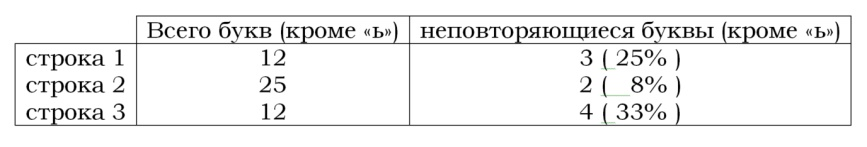 Всего букв (кроме «ь») неповторяющиеся буквы (кроме «ь»)
строка 1 12 3 ( 25% )
строка 2 25 2 ( 8% )
строка 3 12 4 ( 33% )